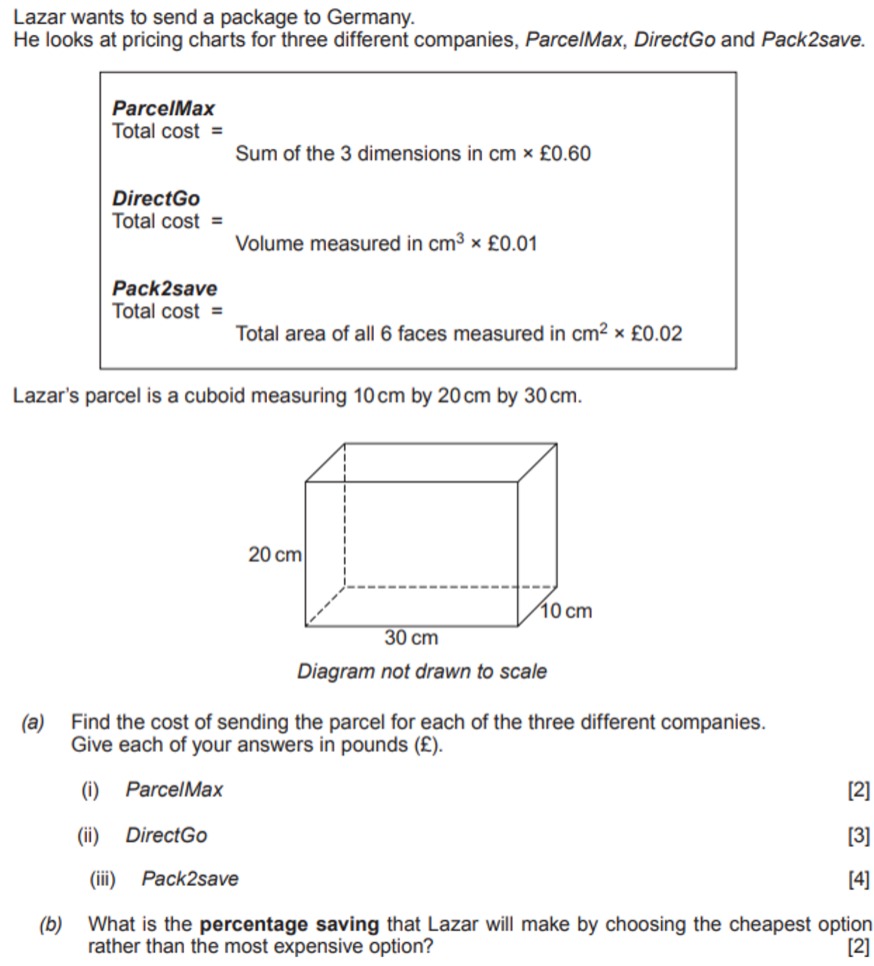 Lazar wants to send a package to Germany.
He looks at pricing charts for three different companies, ParcelMax, DirectGo and Pack2save.
ParcelMax
Total cost =
Sum of the 3 dimensions in cm × £0.60
DirectGo
Total cost =
Volume measured in cm³ × £0.01
Pack2save
Total cost =
Total area of all 6 faces measured in cm² × £0.02
Lazar's parcel is a cuboid measuring 10 cm by 20 cm by 30 cm.
20 cm
10 cm
30 cm
Diagram not drawn to scale
(a) Find the cost of sending the parcel for each of the three different companies.
Give each of your answers in pounds (£).
(i) ParcelMax [2]
(ii) DirectGo [3]
(iii) Pack2save [4]
(b) What is the percentage saving that Lazar will make by choosing the cheapest option
rather than the most expensive option? [2]